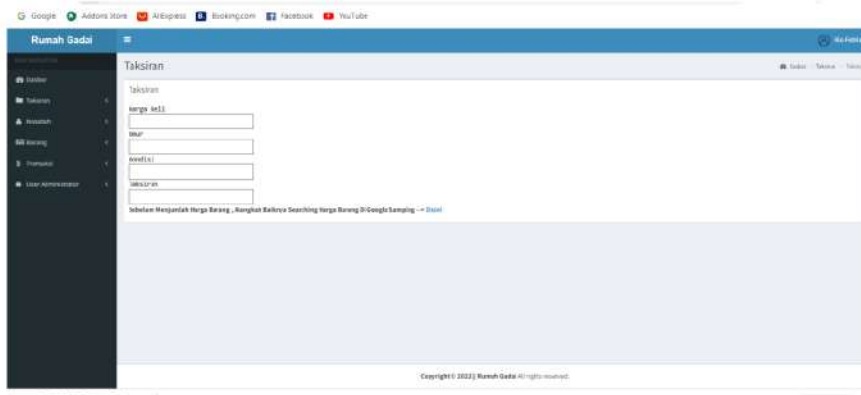 Google Addons Store AliExpress Booking.com Facebook YouTube
Rumah Gadai
Taksiran
Taksiran
Harga Beli
Umur
Kondisi
Taksiran
Sebelum Menjumlah Harga Barang , Alangkah Baiknya Searching Harga Barang Di Google Samping --> Disini
Dasbor
Taksiran
Nasabah
Barang
Transaksi
User Administrator
Copyright © 2022 || Rumah Gadai All rights reserved.